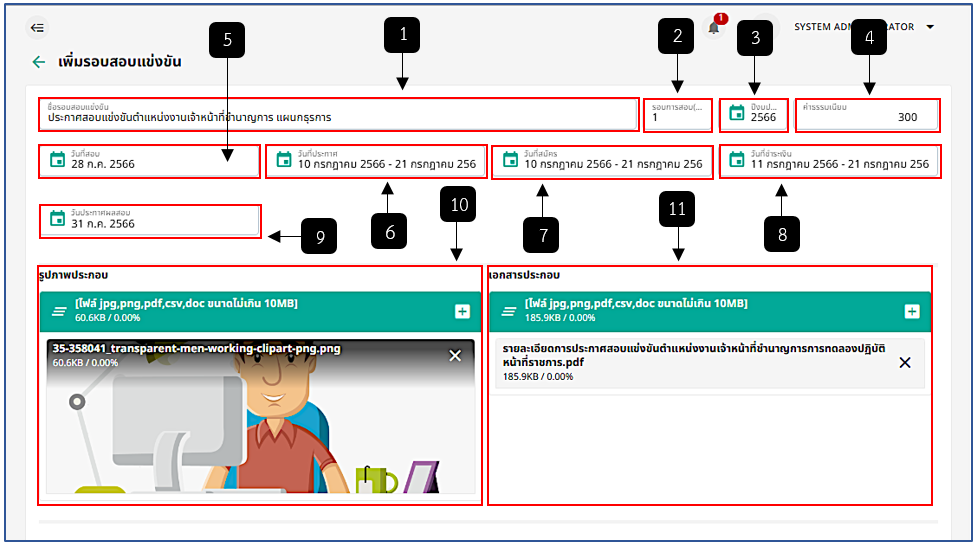 1
SYSTEM ADM
RATOR
5
1
2
3
4
เพิ่มรอบสอบแข่งขัน
ชื่อรอบสอบแข่งขัน
ประกาศสอบแข่งขันตำแหน่งงานเจ้าหน้าที่ชำนาญการ แผนกธุรการ
รอบการสอบ(...
1
ปีงบป...
2566
ค่าธรรมเนียม
300
วันที่สอบ
28 ก.ค. 2566
วันที่ประกาศ
10 กรกฎาคม 2566 - 21 กรกฎาคม 256
วันที่สมัคร
10 กรกฎาคม 2566 - 21 กรกฎาคม 256
วันที่ชำระเงิน
11 กรกฎาคม 2566 - 21 กรกฎาคม 256
วันประกาศผลสอบ
31 ก.ค. 2566
9
6
10
7
11
8
รูปภาพประกอบ
[ไฟล์ jpg,png,pdf,csv,doc ขนาดไม่เกิน 10MB]
60.6KB / 0.00%
35-358041_transparent-men-working-clipart-png.png
60.6KB / 0.00%
เอกสารประกอบ
[ไฟล์ jpg,png,pdf,csv,doc ขนาดไม่เกิน 10MB]
185.9KB / 0.00%
รายละเอียดการประกาศสอบแข่งขันตำแหน่งงานเจ้าหน้าที่ชำนาญการการทดลองปฏิบัติ
หน้าที่ราชการ.pdf
185.9KB / 0.00%